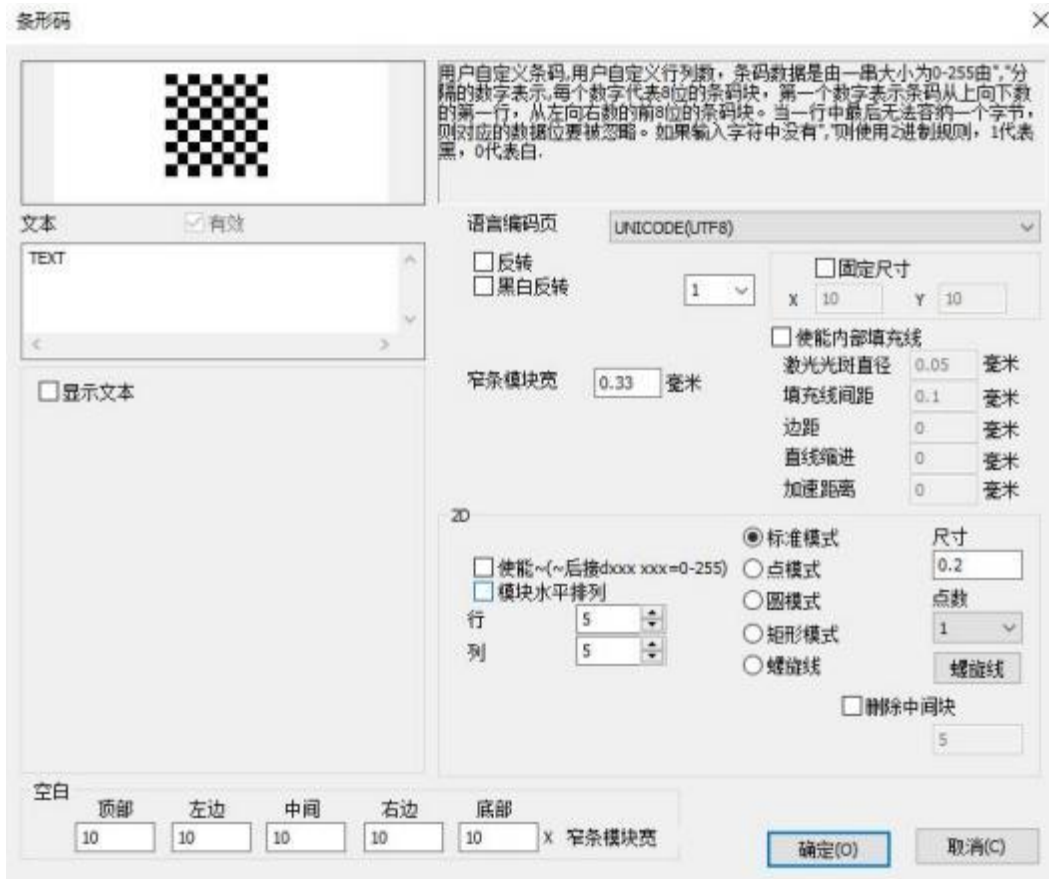 条形码
用户自定义条码,用户自定义行列数，条码数据是由一串大小为0-255由","分
隔的数字表示,每个数字代表8位的条码块，第一个数字表示条码从上向下数
的第一行，从左向右数的前8位的条码块。当一行中最后无法容纳一个字节，
则对应的数据位要被忽略。如果输入字符中没有","则使用2进制规则，1代表
黑，0代表白.
文本
有效
语言编码页
UNICODE(UTF8)
TEXT
反转
黑白反转
1
固定尺寸
X 10 Y 10
使能内部填充线
激光光斑直径 0.05 毫米
填充线间距 0.1 毫米
边距 0 毫米
直线缩进 0 毫米
加速距离 0 毫米
窄条模块宽 0.33 毫米
显示文本
2D
使能~(~后接dxxx xxx=0-255)
模块水平排列
行 5
列 5
标准模式
点模式
圆模式
矩形模式
螺旋线
尺寸
0.2
点数
1
螺旋线
删除中间块
5
空白
顶部 左边 中间 右边 底部
10 10 10 10 10 X 窄条模块宽
确定(O)
取消(C)